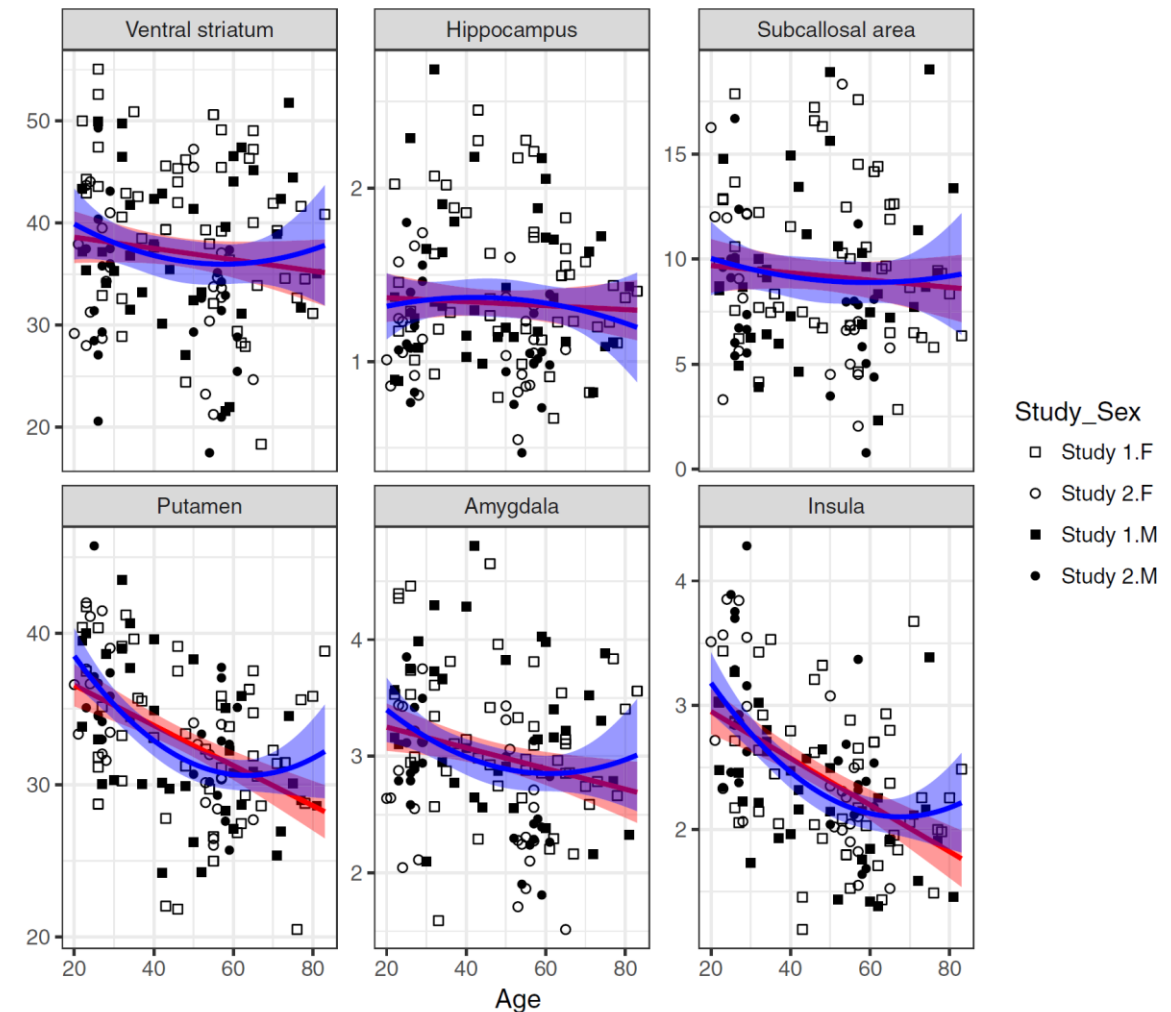 Ventral striatum
Hippocampus
Subcallosal area
50
40
30
20
2
1
15
10
5
0
Putamen
Amygdala
Insula
40
30
20
4
3
2
4
3
2
20 40 60 80
20 40 60 80
20 40 60 80
Age
Study_Sex
Study 1.F
Study 2.F
Study 1.M
Study 2.M